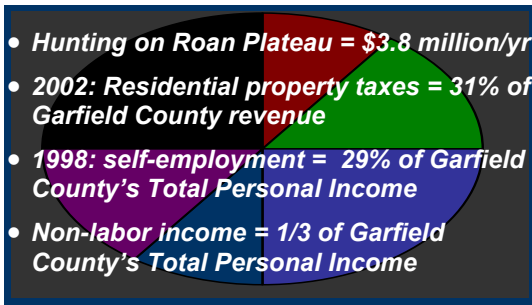 • Hunting on Roan Plateau = $3.8 million/yr
• 2002: Residential property taxes = 31% of
Garfield County revenue
• 1998: self-employment = 29% of Garfield
County's Total Personal Income
• Non-labor income = 1/3 of Garfield
County's Total Personal Income